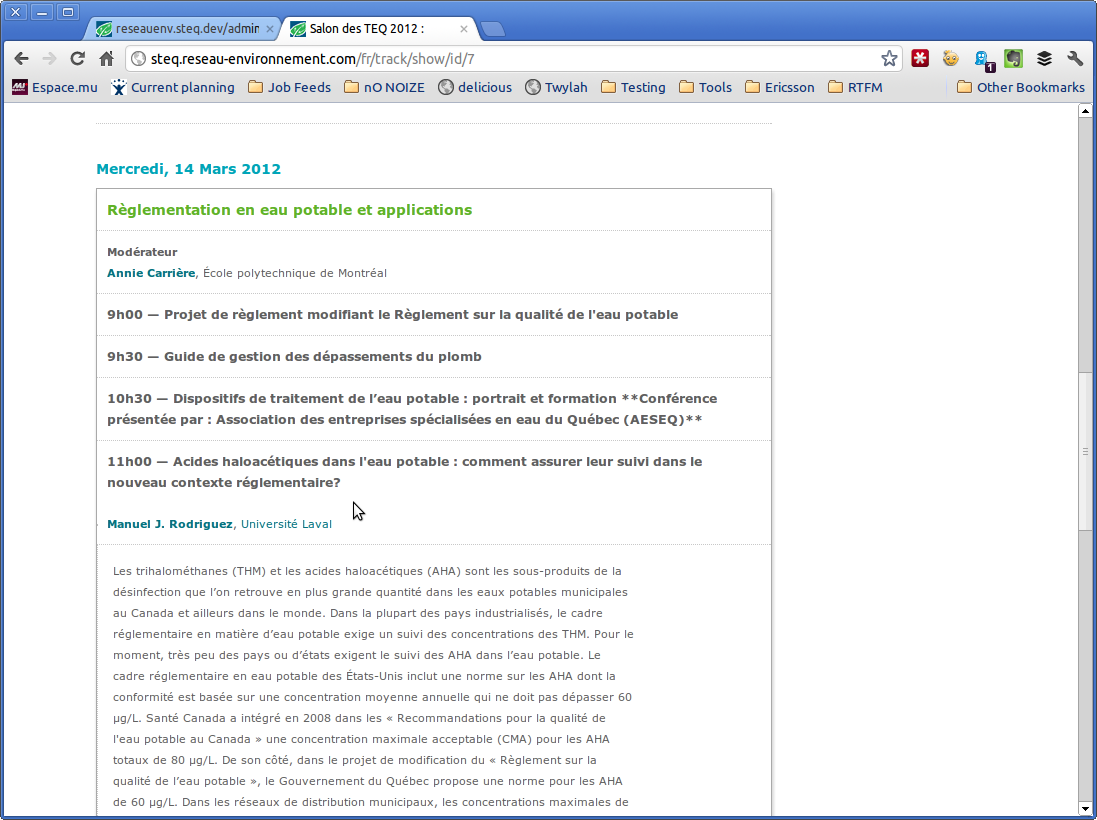 reseauenv.steq.dev/admin
Salon des TEQ 2012 :
steq.reseau-environnement.com/fr/track/show/id/7
1
Espace.mu
Current planning
Job Feeds
nO NOIZE
delicious
Twylah
Testing
Tools
Ericsson
RTFM
Other Bookmarks
Mercredi, 14 Mars 2012
Règlementation en eau potable et applications
Modérateur
Annie Carrière, École polytechnique de Montréal
9h00 — Projet de règlement modifiant le Règlement sur la qualité de l'eau potable
9h30 — Guide de gestion des dépassements du plomb
10h30 — Dispositifs de traitement de l’eau potable : portrait et formation **Conférence
présentée par : Association des entreprises spécialisées en eau du Québec (AESEQ)**
11h00 — Acides haloacétiques dans l'eau potable : comment assurer leur suivi dans le
nouveau contexte réglementaire?
Manuel J. Rodriguez, Université Laval
Les trihalométhanes (THM) et les acides haloacétiques (AHA) sont les sous-produits de la
désinfection que l’on retrouve en plus grande quantité dans les eaux potables municipales
au Canada et ailleurs dans le monde. Dans la plupart des pays industrialisés, le cadre
réglementaire en matière d’eau potable exige un suivi des concentrations des THM. Pour le
moment, très peu des pays ou d’états exigent le suivi des AHA dans l’eau potable. Le
cadre réglementaire en eau potable des États-Unis inclut une norme sur les AHA dont la
conformité est basée sur une concentration moyenne annuelle qui ne doit pas dépasser 60
µg/L. Santé Canada a intégré en 2008 dans les « Recommandations pour la qualité de
l'eau potable au Canada » une concentration maximale acceptable (CMA) pour les AHA
totaux de 80 µg/L. De son côté, dans le projet de modification du « Règlement sur la
qualité de l’eau potable », le Gouvernement du Québec propose une norme pour les AHA
de 60 µg/L. Dans les réseaux de distribution municipaux, les concentrations maximales de